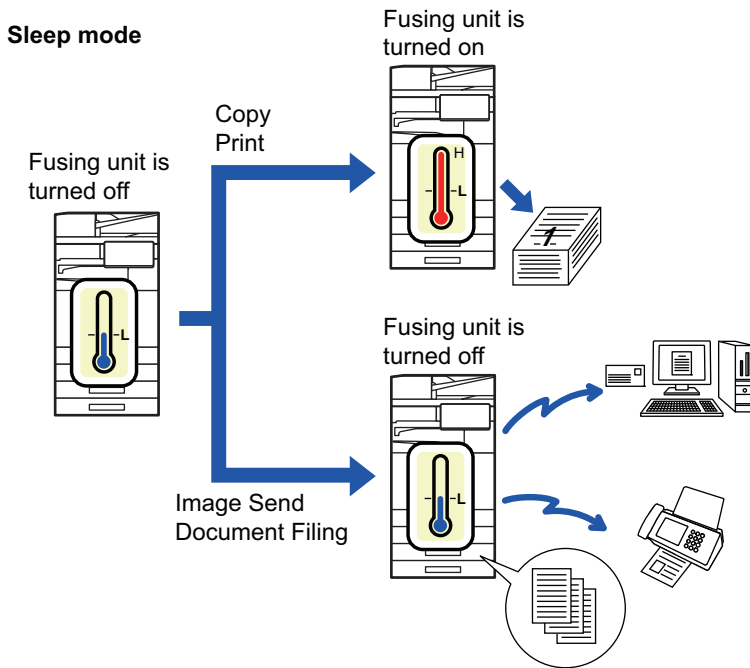 Sleep mode
Fusing unit is
turned on
Copy
Print
H
L
Fusing unit is
turned off
L
1
Fusing unit is
turned off
L
Image Send
Document Filing